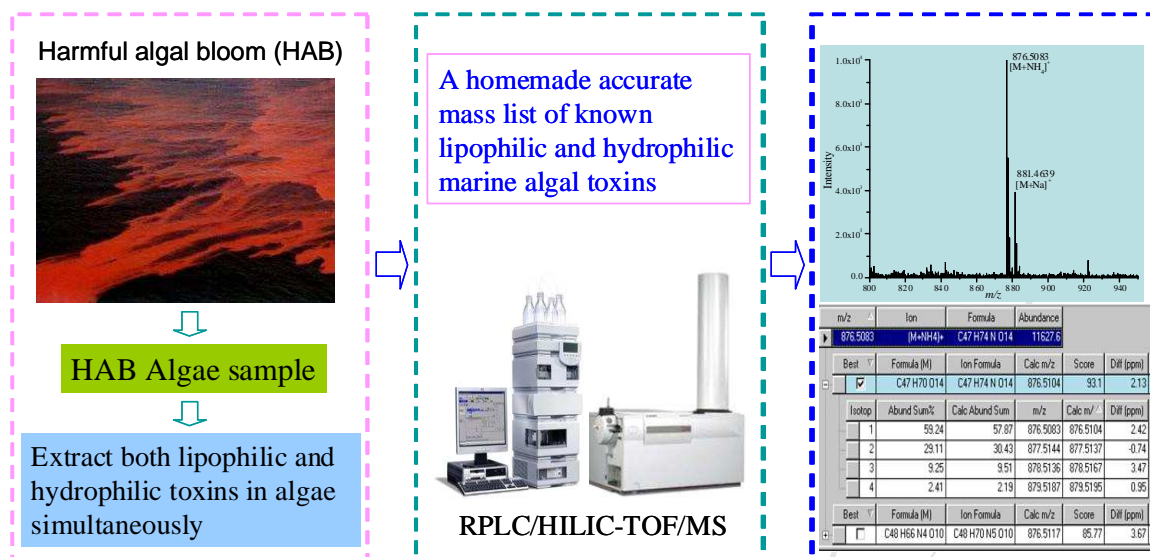 Harmful algal bloom (HAB)
HAB Algae sample
Extract both lipophilic and
hydrophilic toxins in algae
simultaneously
A homemade accurate
mass list of known
lipophilic and hydrophilic
marine algal toxins
RPLC/HILIC-TOF/MS
876.5083
[M+NH4]+
881.4639
[M+Na]+
Intensity
8.0x10
6.0x10
4.0x10
2.0x10
0.0
800 820 840 860 880 900 920 940
m/z
m/z Ion Formula Abundance
876.5083 (M+NH4)+ C47 H74 N O14 11627.6
Best Formula (M) Ion Formula Calc m/z Score Diff (ppm)
C47 H70 O14 C47 H74 N O14 876.5104 93.1 2.13
Isotop Abund Sum% Calc Abund Sum m/z Calc m/ Diff (ppm)
1 59.24 57.87 876.5083 876.5104 2.42
2 29.11 30.43 877.5144 877.5137 -0.74
3 9.25 9.51 878.5136 878.5167 3.47
4 2.41 2.19 879.5187 879.5195 0.95
Best Formula (M) Ion Formula Calc m/z Score Diff (ppm)
C48 H66 N4 O10 C48 H70 N5 O10 876.5117 85.77 3.67